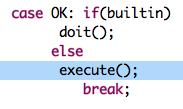 case OK: if(builtin)
doit();
else
execute();
break;